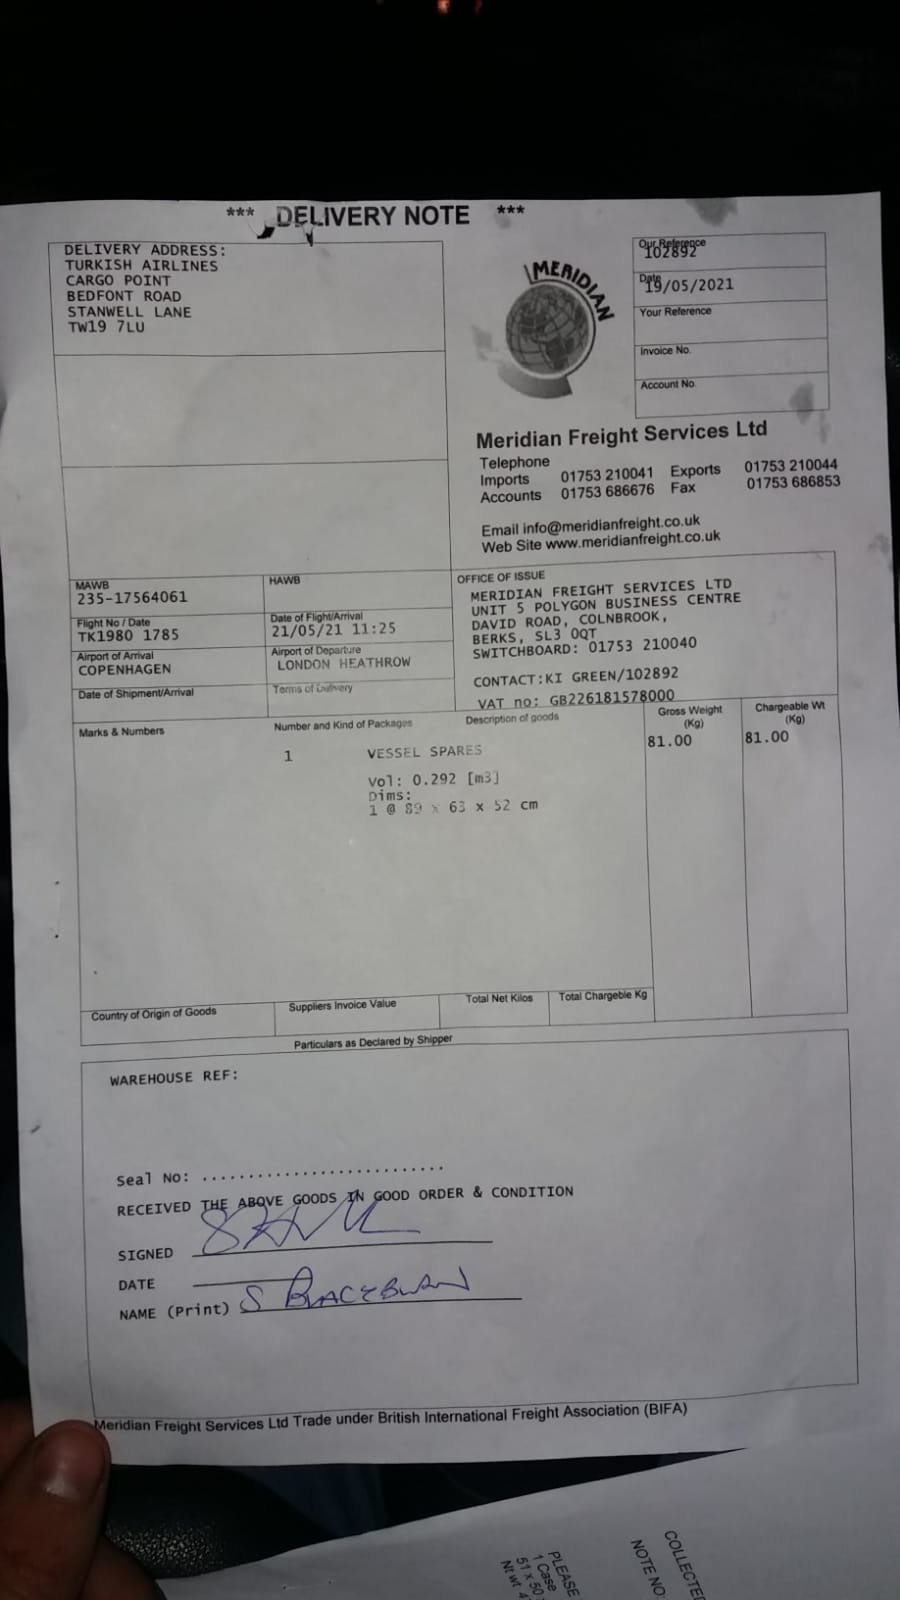 *** DELIVERY NOTE ***
DELIVERY ADDRESS:
TURKISH AIRLINES
CARGO POINT
BEDFONT ROAD
STANWELL LANE
TW19 7LU
MERIDIAN
Our Reference
102892
Date
19/05/2021
Your Reference
Invoice No.
Account No.
Meridian Freight Services Ltd
Telephone
Imports 01753 210041 Exports 01753 210044
Accounts 01753 686676 Fax 01753 686853
Email info@meridianfreight.co.uk
Web Site www.meridianfreight.co.uk
MAWB
235-17564061
HAWB
Flight No / Date
TK1980 1785
Date of Flight/Arrival
21/05/21 11:25
Airport of Arrival
COPENHAGEN
Airport of Departure
LONDON HEATHROW
Date of Shipment/Arrival
Terms of Delivery
OFFICE OF ISSUE
MERIDIAN FREIGHT SERVICES LTD
UNIT 5 POLYGON BUSINESS CENTRE
DAVID ROAD, COLNBROOK,
BERKS, SL3 0QT
SWITCHBOARD: 01753 210040
CONTACT:KI GREEN/102892
VAT no: GB226181578000
Marks & Numbers
Number and Kind of Packages
Description of goods
Gross Weight
(Kg)
Chargeable Wt
(Kg)
1 VESSEL SPARES 81.00 81.00
Vol: 0.292 [m3]
Dims:
1 @ 89 x 63 x 52 cm
Country of Origin of Goods
Suppliers Invoice Value
Total Net Kilos
Total Chargeble Kg
Particulars as Declared by Shipper
WAREHOUSE REF:
Seal No: ...........................
RECEIVED THE ABOVE GOODS IN GOOD ORDER & CONDITION
SIGNED
DATE
NAME (Print) S
Meridian Freight Services Ltd Trade under British International Freight Association (BIFA)
PLEASE
1 Case
51 x 50
Nt wt 4
NOTE NO: